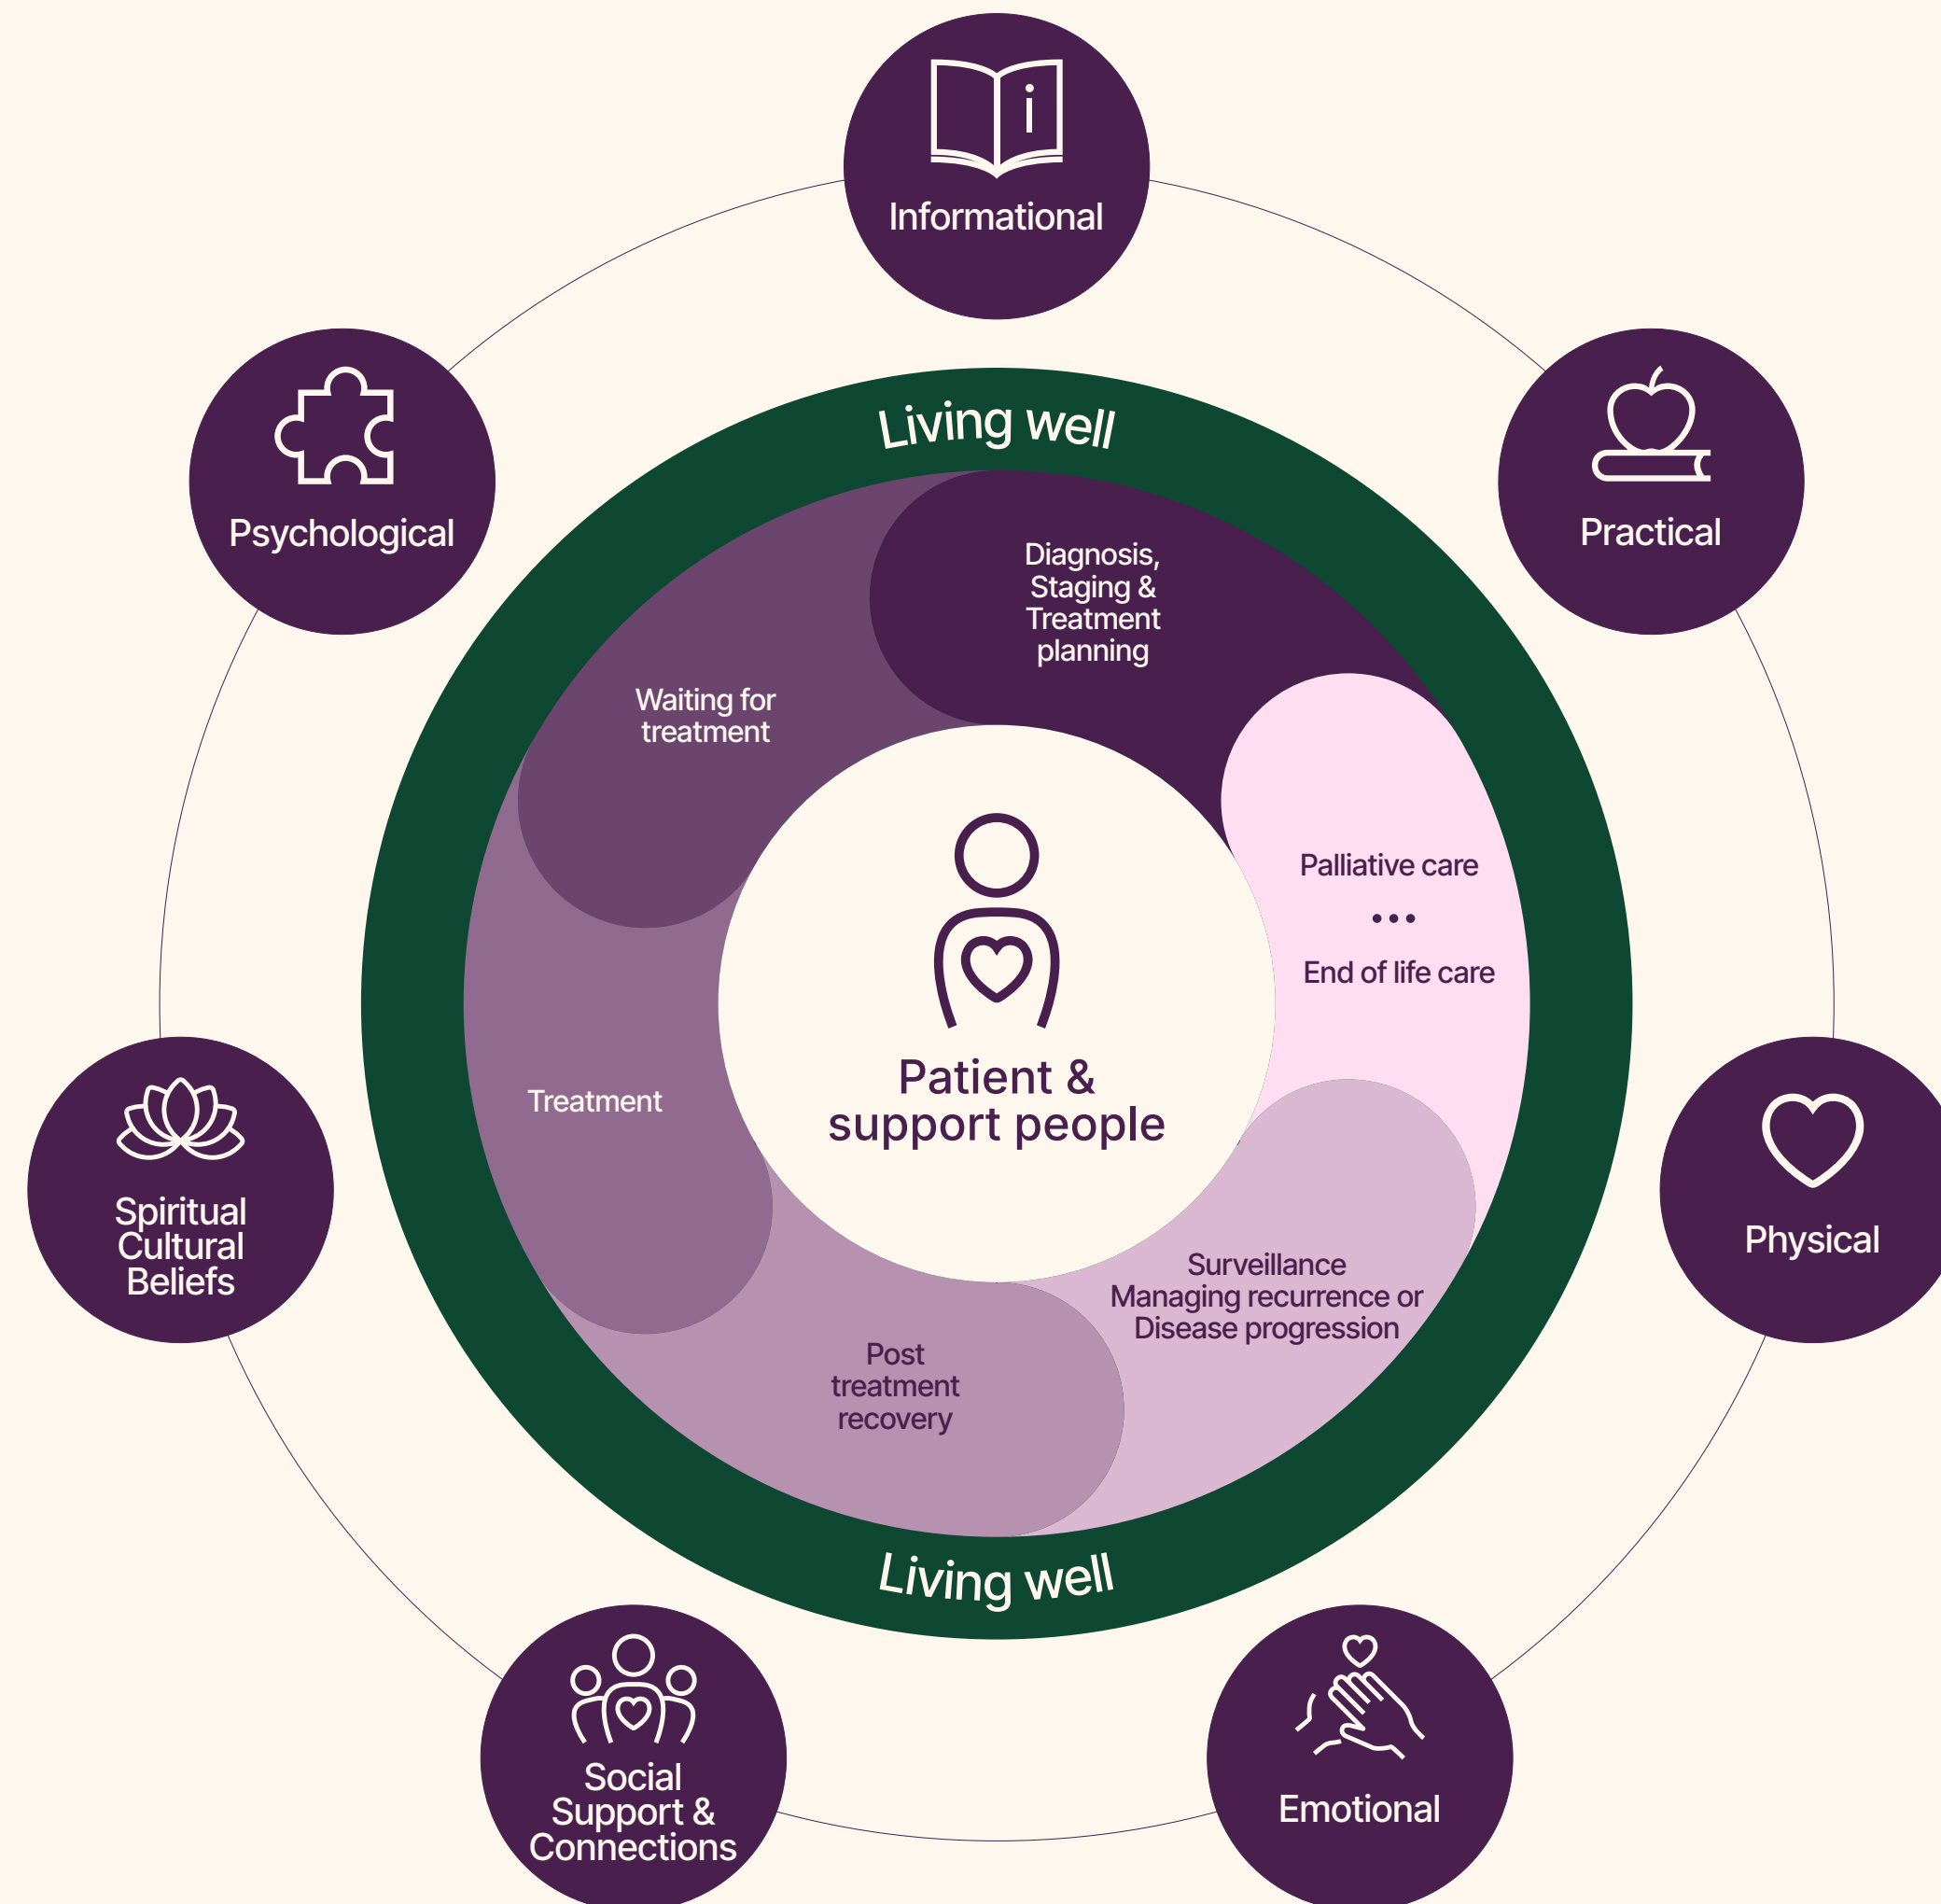 i
Informational
Psychological
Practical
Living well
Diagnosis,
Staging &
Treatment
planning
Waiting for
treatment
Palliative care
•••
End of life care
Patient &
support people
Treatment
Spiritual
Cultural
Beliefs
Physical
Surveillance
Managing recurrence or
Disease progression
Post
treatment
recovery
Living well
Social
Support &
Connections
Emotional